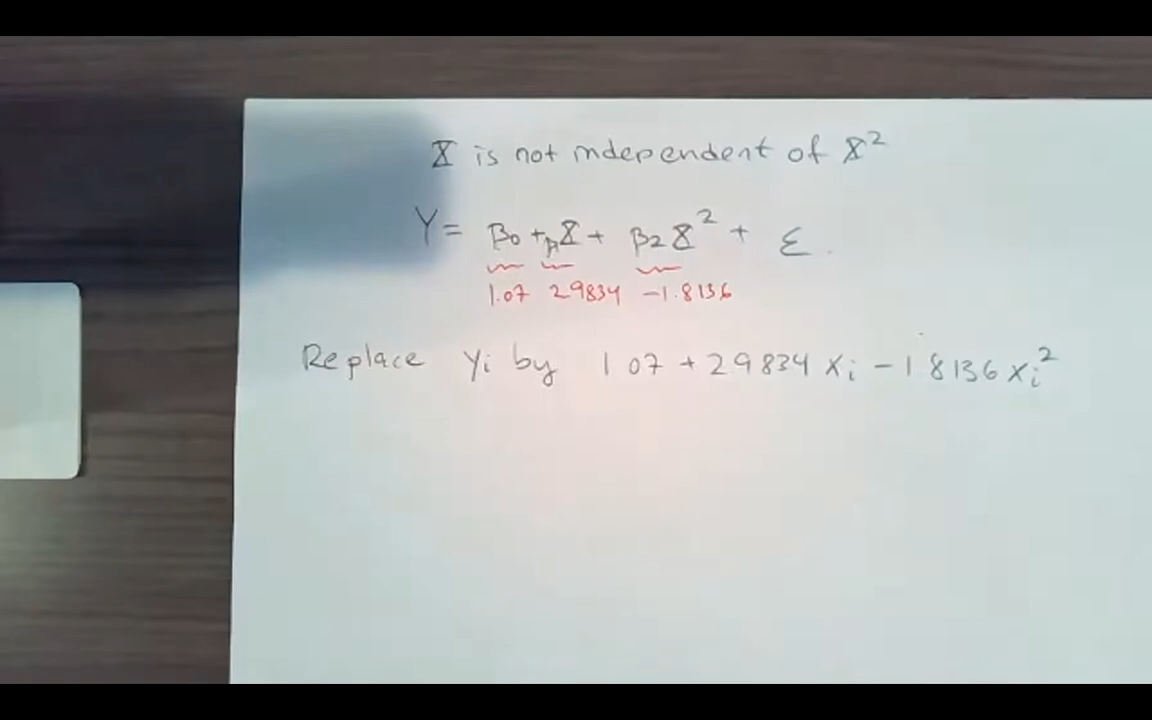 X is not independent of X²
Y = β₀ + β₁X + β₂X² + ε.
1.07 2.9834 -1.8136
Replace Yi by 1.07 + 2.9834 xi - 1.8136 xi²